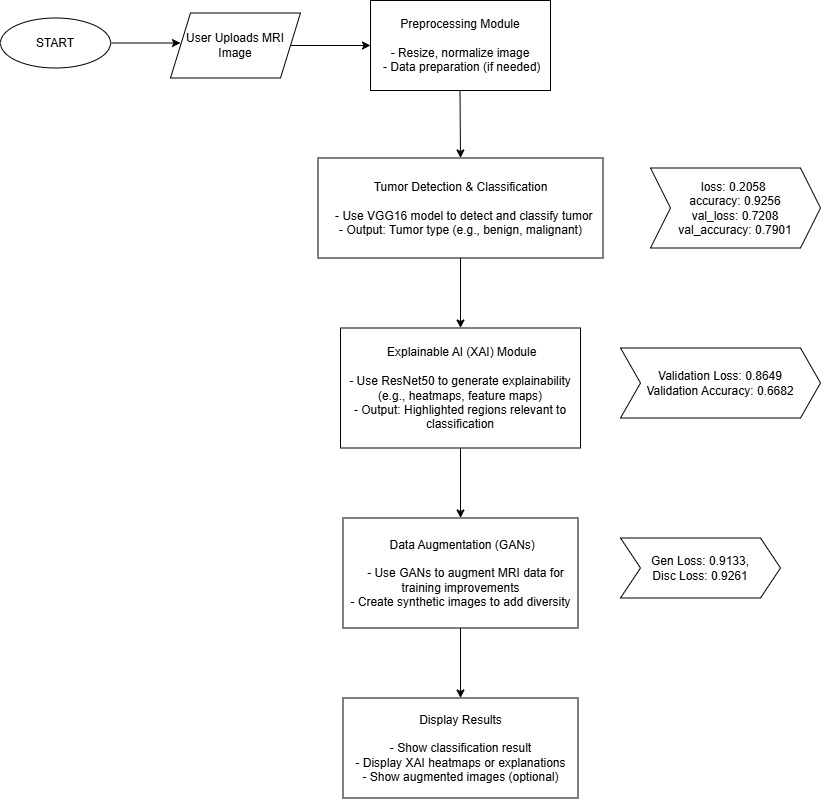 START
User Uploads MRI
Image
Preprocessing Module
- Resize, normalize image
- Data preparation (if needed)
Tumor Detection & Classification
- Use VGG16 model to detect and classify tumor
- Output: Tumor type (e.g., benign, malignant)
loss: 0.2058
accuracy: 0.9256
val_loss: 0.7208
val_accuracy: 0.7901
Explainable AI (XAI) Module
- Use ResNet50 to generate explainability
(e.g., heatmaps, feature maps)
- Output: Highlighted regions relevant to
classification
Validation Loss: 0.8649
Validation Accuracy: 0.6682
Data Augmentation (GANs)
- Use GANs to augment MRI data for
training improvements
- Create synthetic images to add diversity
Gen Loss: 0.9133,
Disc Loss: 0.9261
Display Results
- Show classification result
- Display XAI heatmaps or explanations
- Show augmented images (optional)